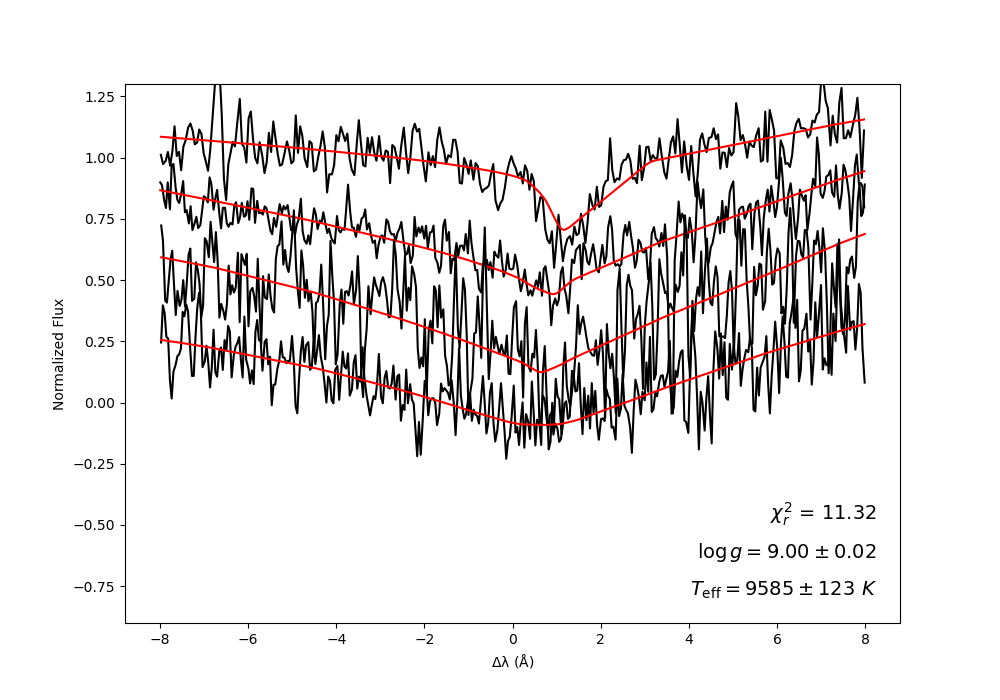 1.25
1.00
0.75
0.50
0.25
0.00
−0.25
−0.50
−0.75
Normalized Flux
χ²ᵣ = 11.32
log g = 9.00 ± 0.02
T_eff = 9585 ± 123 K
−8 −6 −4 −2 0 2 4 6 8
Δλ (Å)